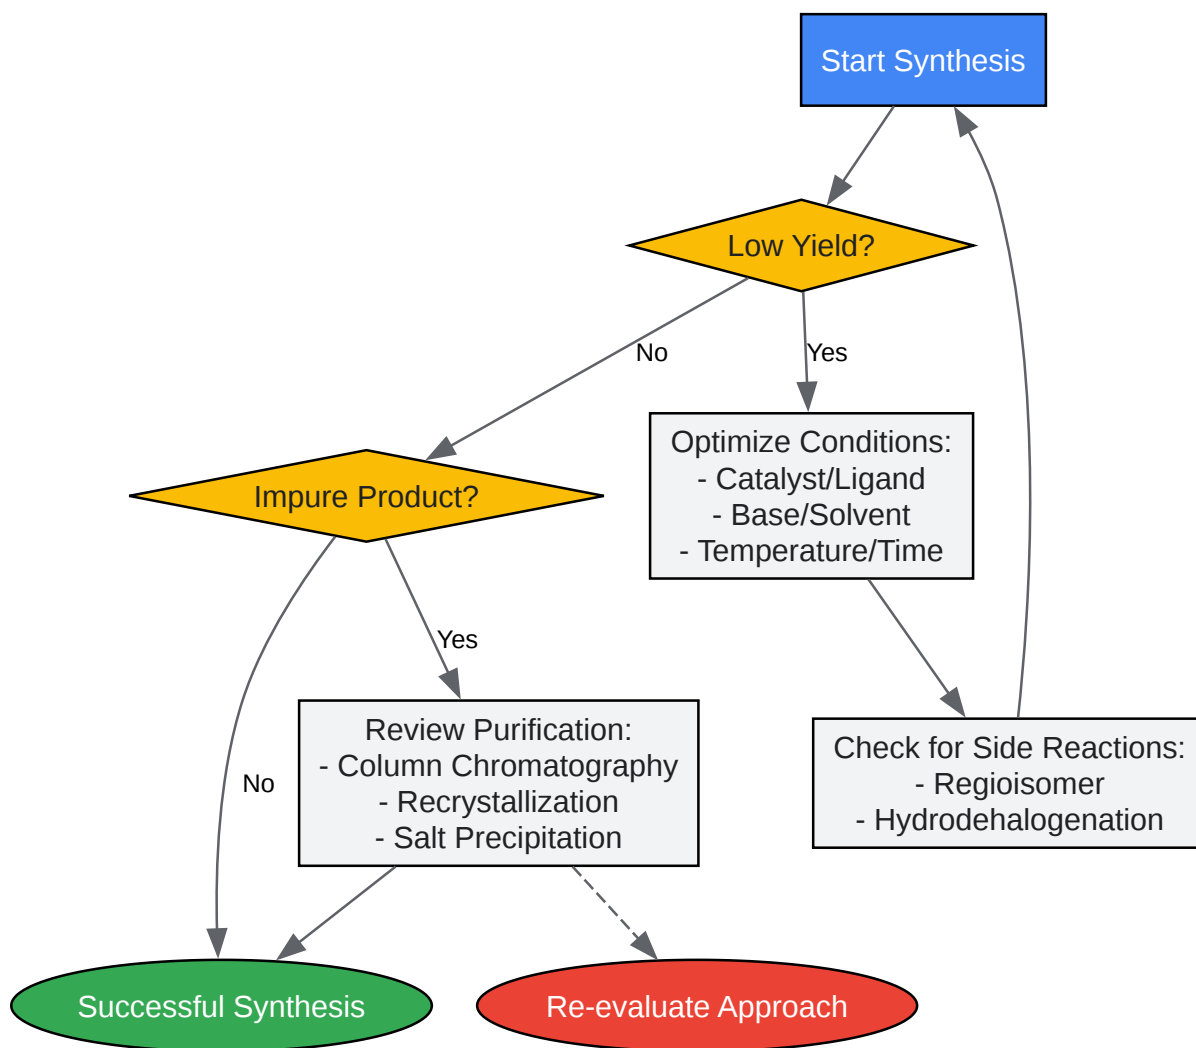 Start Synthesis
Low Yield?
No
Yes
Optimize Conditions:
- Catalyst/Ligand
- Base/Solvent
- Temperature/Time
Impure Product?
Yes
No
Review Purification:
- Column Chromatography
- Recrystallization
- Salt Precipitation
Check for Side Reactions:
- Regioisomer
- Hydrodehalogenation
Successful Synthesis
Re-evaluate Approach